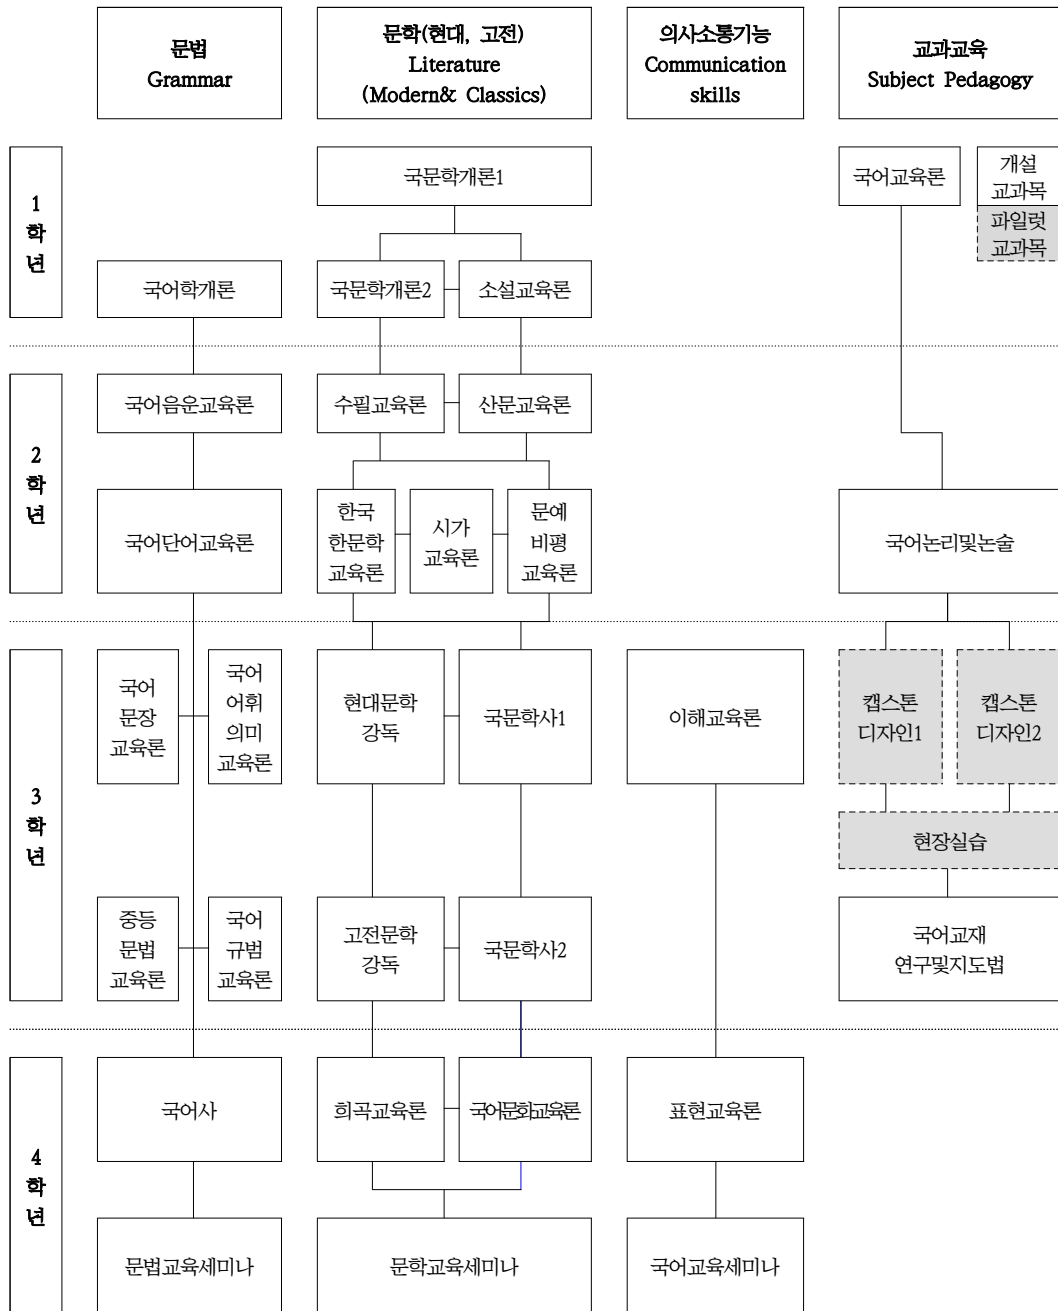 문법
Grammar
문학(현대, 고전)
Literature
(Modern& Classics)
의사소통기능
Communication
skills
교과교육
Subject Pedagogy
1
학
년
국문학개론1
국어교육론
개설
교과목
파일럿
교과목
국어학개론
국문학개론2
소설교육론
2
학
년
국어음운교육론
수필교육론
산문교육론
국어단어교육론
한국
한문학
교육론
시가
교육론
문예
비평
교육론
국어논리및논술
3
학
년
국어
문장
교육론
국어
어휘
의미
교육론
현대문학
강독
국문학사1
이해교육론
캡스톤
디자인1
캡스톤
디자인2
현장실습
중등
문법
교육론
국어
규범
교육론
고전문학
강독
국문학사2
국어교재
연구및지도법
4
학
년
국어사
희곡교육론
국어문화교육론
표현교육론
문법교육세미나
문학교육세미나
국어교육세미나